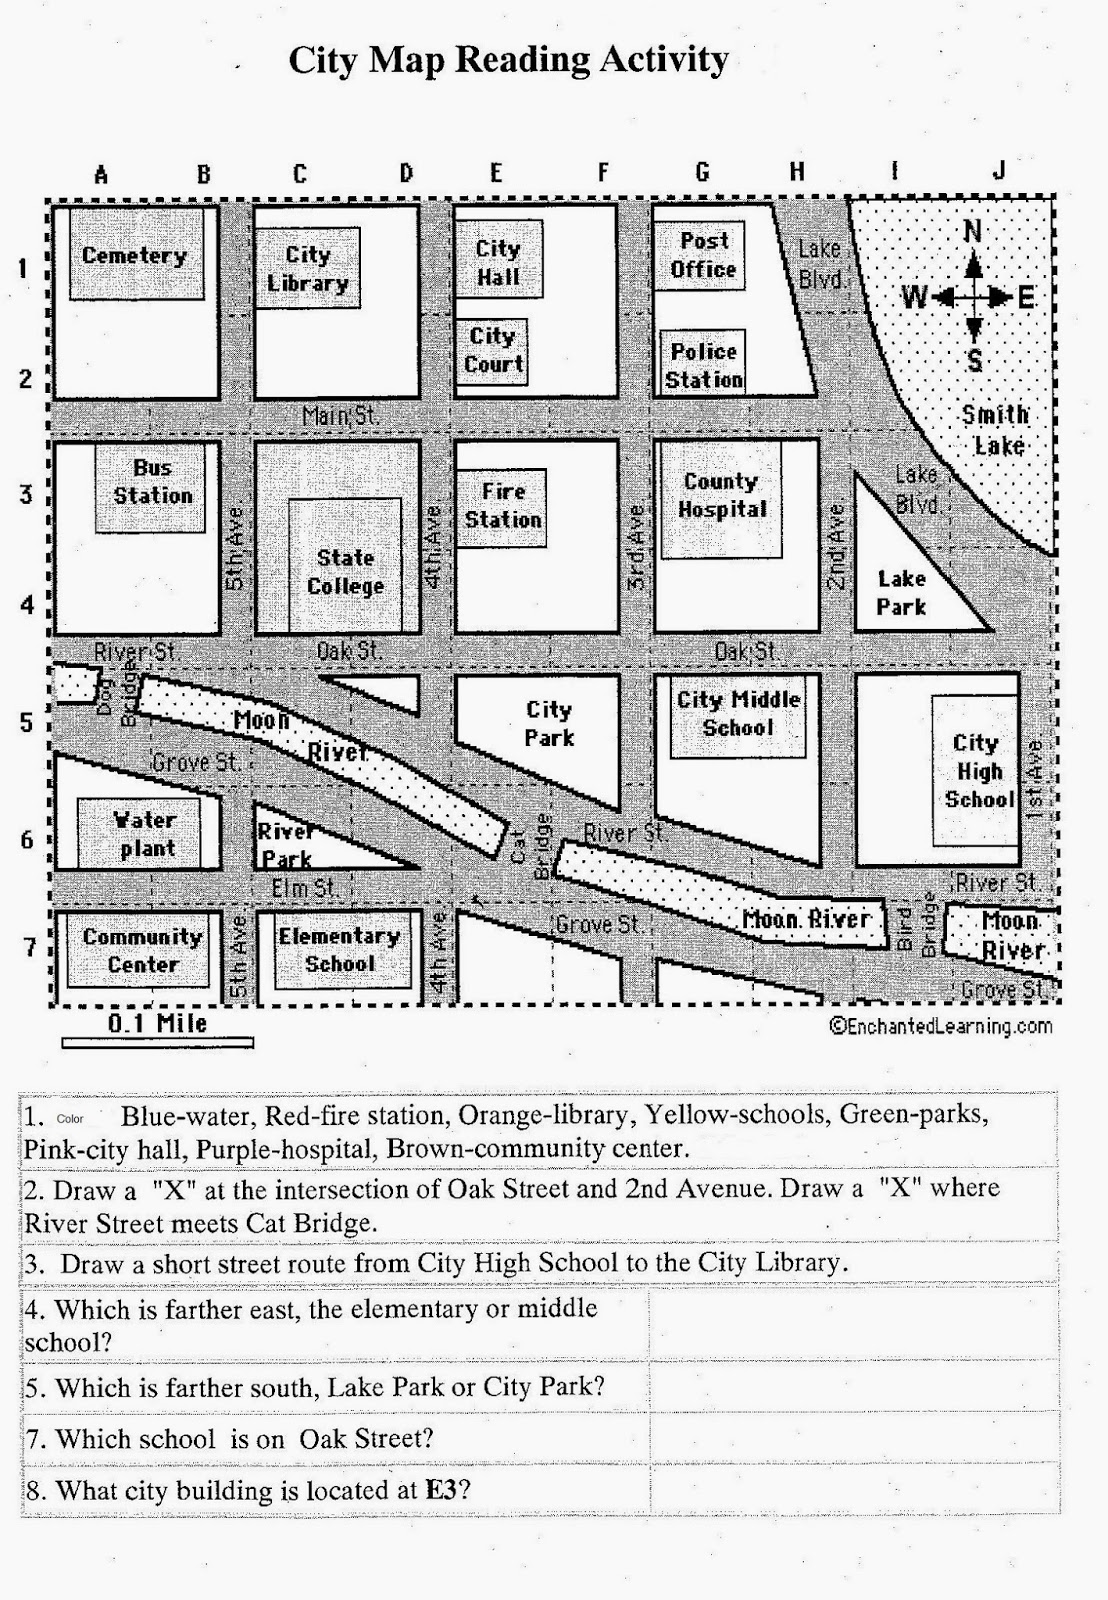 City Map Reading Activity
A B C D E F G H I J
1
2
3
4
5
6
7
Cemetery
City
Library
City
Hall
City
Court
Post
Office
Police
Station
Lake
Blvd.
N
W E
S
Smith
Lake
Main St.
Bus
Station
5th Ave.
State
College
4th Ave.
Fire
Station
3rd Ave.
County
Hospital
2nd Ave.
Lake
Blvd.
Lake
Park
River St.
Oak St.
Oak St.
Dog
Bridge
Moon
River
Grove St.
City
Park
City Middle
School
City
High
School
1st Ave.
Water
plant
River
Park
Cat
Bridge
River St.
Elm St.
River St.
Community
Center
5th Ave.
Elementary
School
4th Ave.
Grove St.
Moon River
Bird
Bridge
Moon
River
Grove St.
0.1 Mile
©EnchantedLearning.com
1. Color Blue-water, Red-fire station, Orange-library, Yellow-schools, Green-parks,
Pink-city hall, Purple-hospital, Brown-community center.
2. Draw a "X" at the intersection of Oak Street and 2nd Avenue. Draw a "X" where
River Street meets Cat Bridge.
3. Draw a short street route from City High School to the City Library.
4. Which is farther east, the elementary or middle
school?
5. Which is farther south, Lake Park or City Park?
7. Which school is on Oak Street?
8. What city building is located at E3?